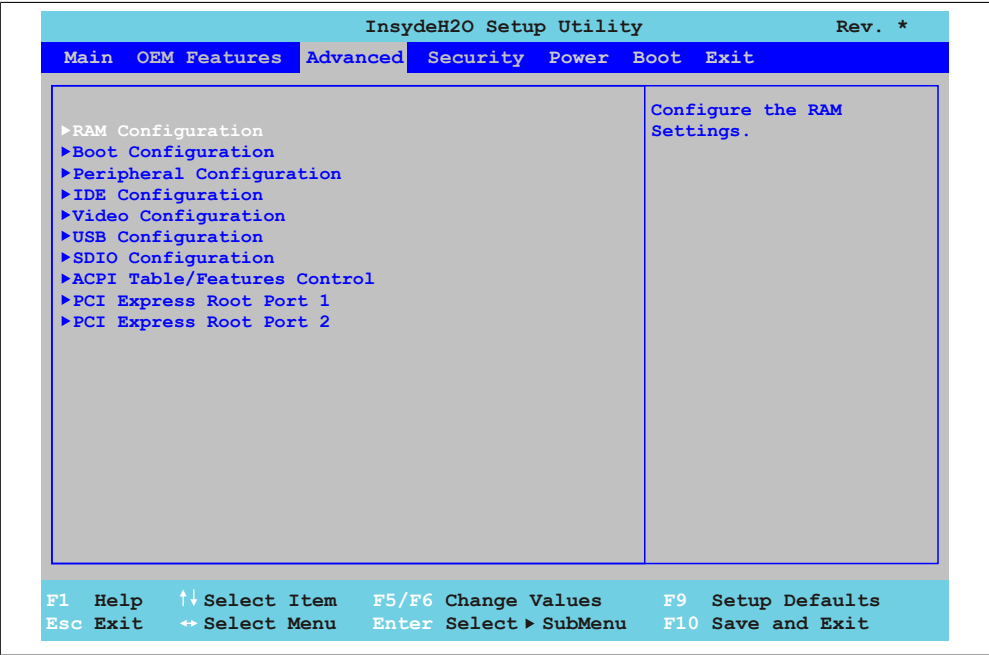 InsydeH2O Setup Utility Rev. *
Main OEM Features Advanced Security Power Boot Exit
▶RAM Configuration
▶Boot Configuration
▶Peripheral Configuration
▶IDE Configuration
▶Video Configuration
▶USB Configuration
▶SDIO Configuration
▶ACPI Table/Features Control
▶PCI Express Root Port 1
▶PCI Express Root Port 2
Configure the RAM
Settings.
F1 Help ↑↓ Select Item F5/F6 Change Values F9 Setup Defaults
Esc Exit ↔ Select Menu Enter Select ▶ SubMenu F10 Save and Exit